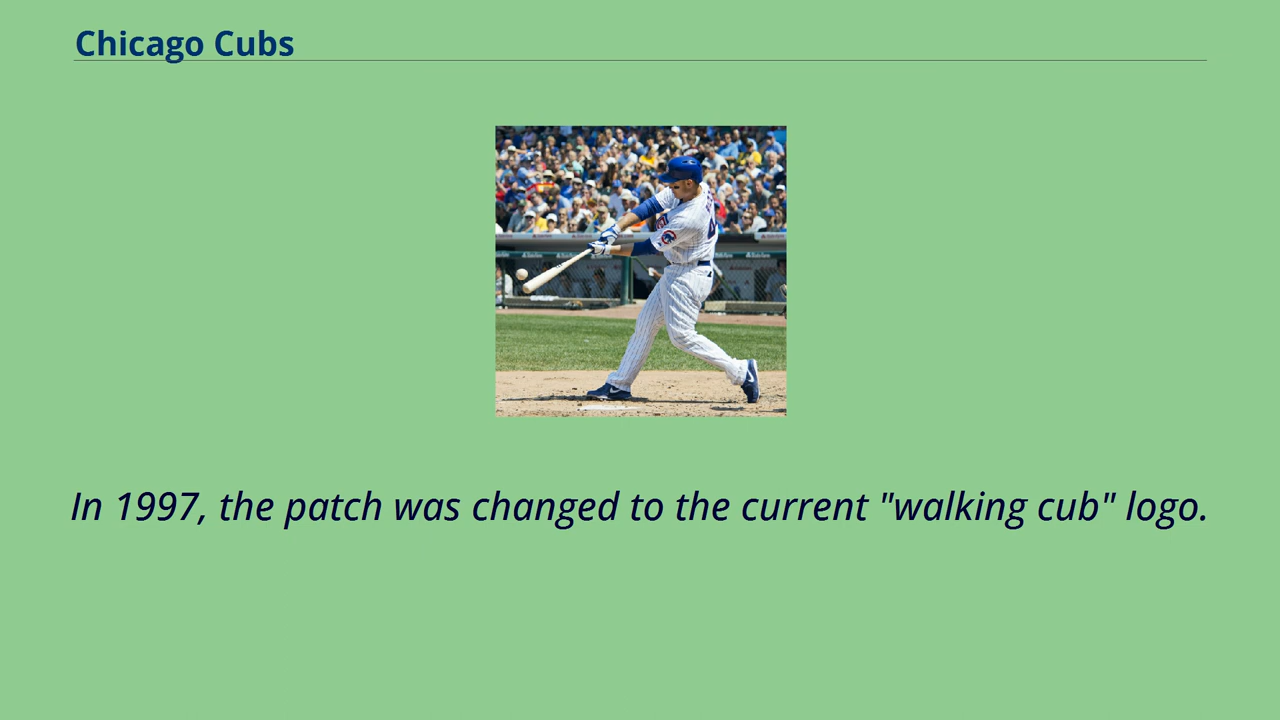 Chicago Cubs
In 1997, the patch was changed to the current "walking cub" logo.